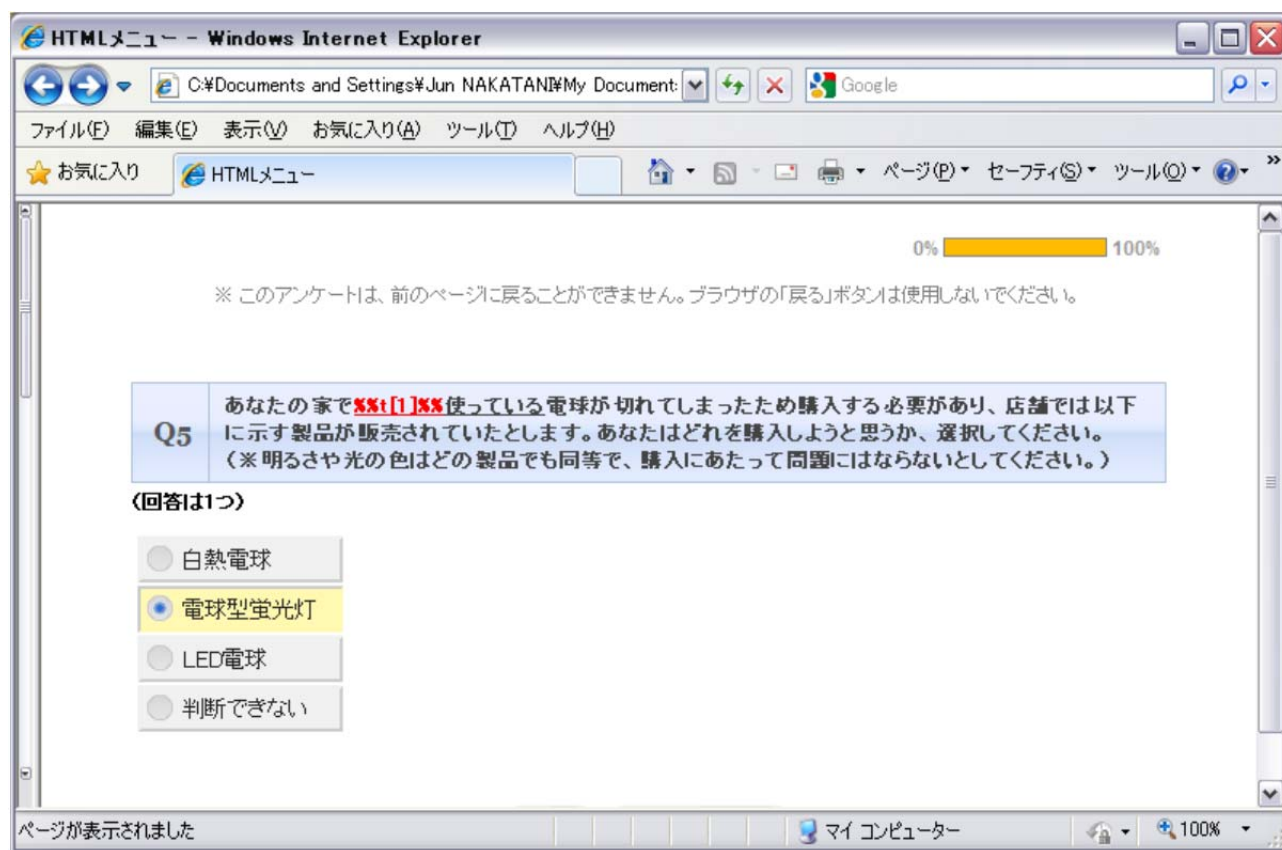 HTMLメニュー - Windows Internet Explorer
C:¥Documents and Settings¥Jun NAKATANI¥My Document:
Google
ファイル(F) 編集(E) 表示(V) お気に入り(A) ツール(T) ヘルプ(H)
お気に入り HTMLメニュー ページ(P) セーフティ(S) ツール(O) »
0% 100%
※ このアンケートは、前のページに戻ることができません。ブラウザの「戻る」ボタンは使用しないでください。
Q5
あなたの家で%%t[1]%%使っている電球が切れてしまったため購入する必要があり、店舗では以下
に示す製品が販売されていたとします。あなたはどれを購入しようと思うか、選択してください。
(※明るさや光の色はどの製品でも同等で、購入にあたって問題にはならないとしてください。)
(回答は1つ)
白熱電球
電球型蛍光灯
LED電球
判断できない
ページが表示されました マイ コンピューター 100%